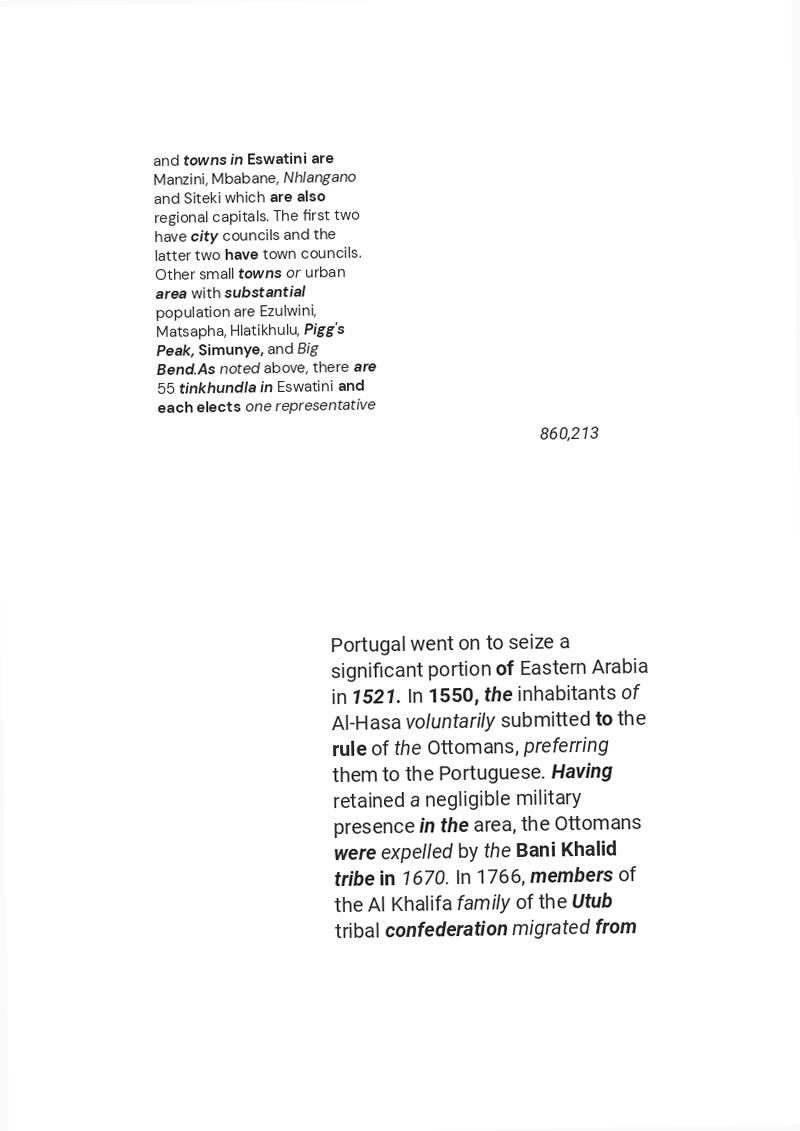 and towns in Eswatini are
Manzini, Mbabane, Nhlangano
and Siteki which are also
regional capitals. The first two
have city councils and the
latter two have town councils.
Other small towns or urban
area with substantial
population are Ezulwini,
Matsapha, Hlatikhulu, Pigg's
Peak, Simunye, and Big
Bend.As noted above, there are
55 tinkhundla in Eswatini and
each elects one representative
860,213
Portugal went on to seize a
significant portion of Eastern Arabia
in 1521. In 1550, the inhabitants of
Al-Hasa voluntarily submitted to the
rule of the Ottomans, preferring
them to the Portuguese. Having
retained a negligible military
presence in the area, the Ottomans
were expelled by the Bani Khalid
tribe in 1670. In 1766, members of
the Al Khalifa family of the Utub
tribal confederation migrated from